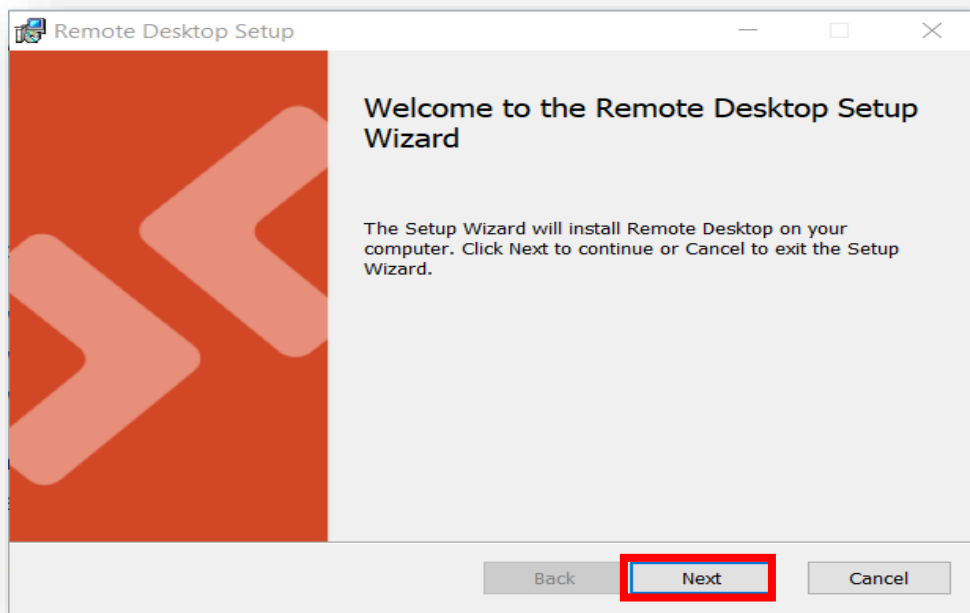 Remote Desktop Setup
Welcome to the Remote Desktop Setup
Wizard
The Setup Wizard will install Remote Desktop on your
computer. Click Next to continue or Cancel to exit the Setup
Wizard.
Back Next Cancel